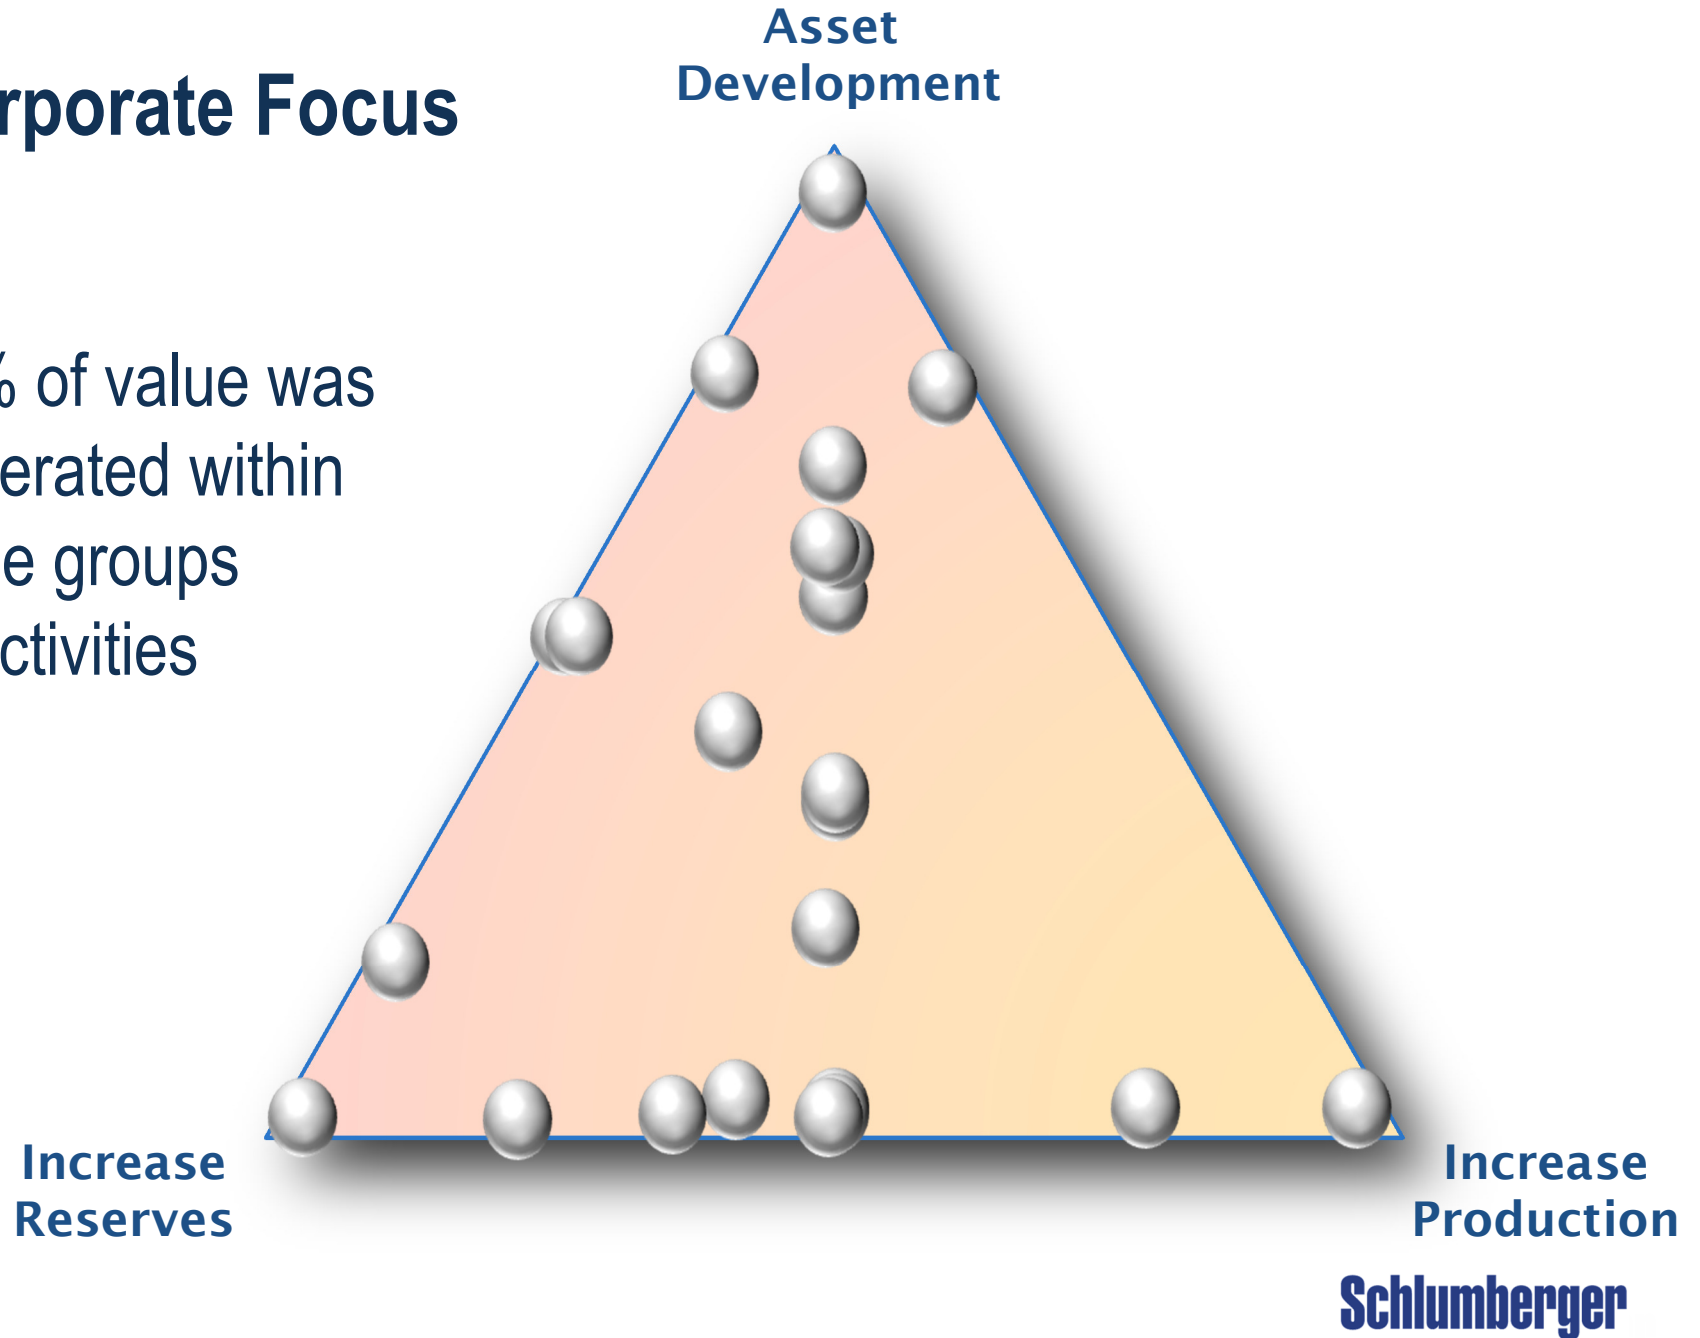 Asset
Development
rporate Focus
% of value was
erated within
e groups
ctivities
Increase
Reserves
Increase
Production
Schlumberger